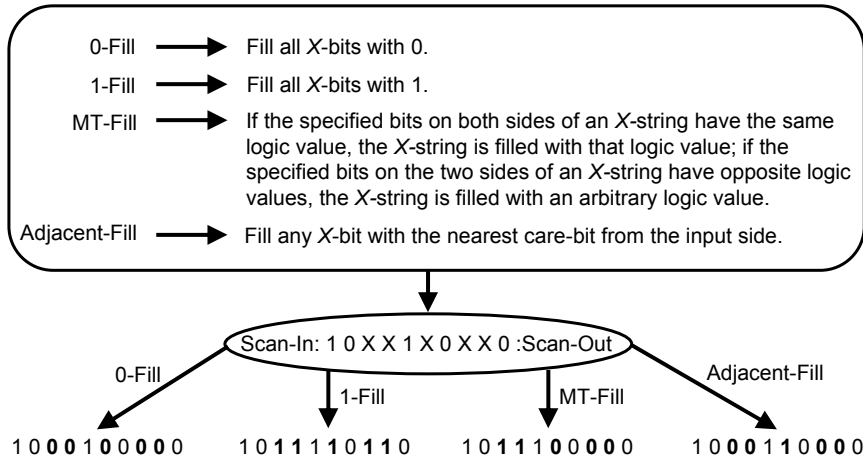 0-Fill Fill all X-bits with 0.
1-Fill Fill all X-bits with 1.
MT-Fill If the specified bits on both sides of an X-string have the same
logic value, the X-string is filled with that logic value; if the
specified bits on the two sides of an X-string have opposite logic
values, the X-string is filled with an arbitrary logic value.
Adjacent-Fill Fill any X-bit with the nearest care-bit from the input side.
Scan-In: 1 0 X X 1 X 0 X X 0 :Scan-Out
0-Fill 1-Fill MT-Fill Adjacent-Fill
1 0 0 0 1 0 0 0 0 0 1 0 1 1 1 1 0 1 1 0 1 0 1 1 1 0 0 0 0 0 1 0 0 0 1 1 0 0 0 0